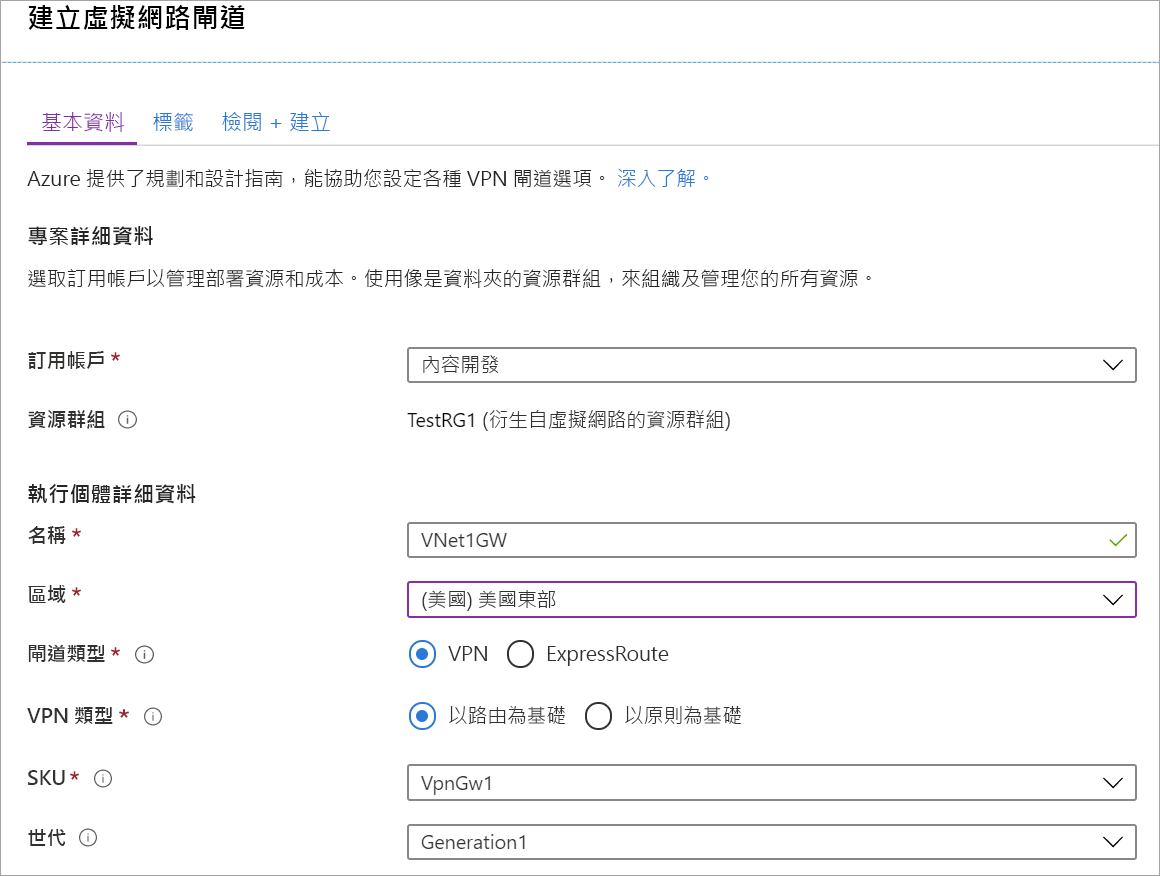 建立虛擬網路閘道
基本資料 標籤 檢閱 + 建立
Azure 提供了規劃和設計指南，能協助您設定各種 VPN 閘道選項。 深入了解。
專案詳細資料
選取訂用帳戶以管理部署資源和成本。使用像是資料夾的資源群組，來組織及管理您的所有資源。
訂用帳戶 * 內容開發
資源群組 TestRG1 (衍生自虛擬網路的資源群組)
執行個體詳細資料
名稱 * VNet1GW
區域 * (美國) 美國東部
閘道類型 * VPN ExpressRoute
VPN 類型 * 以路由為基礎 以原則為基礎
SKU * VpnGw1
世代 Generation1